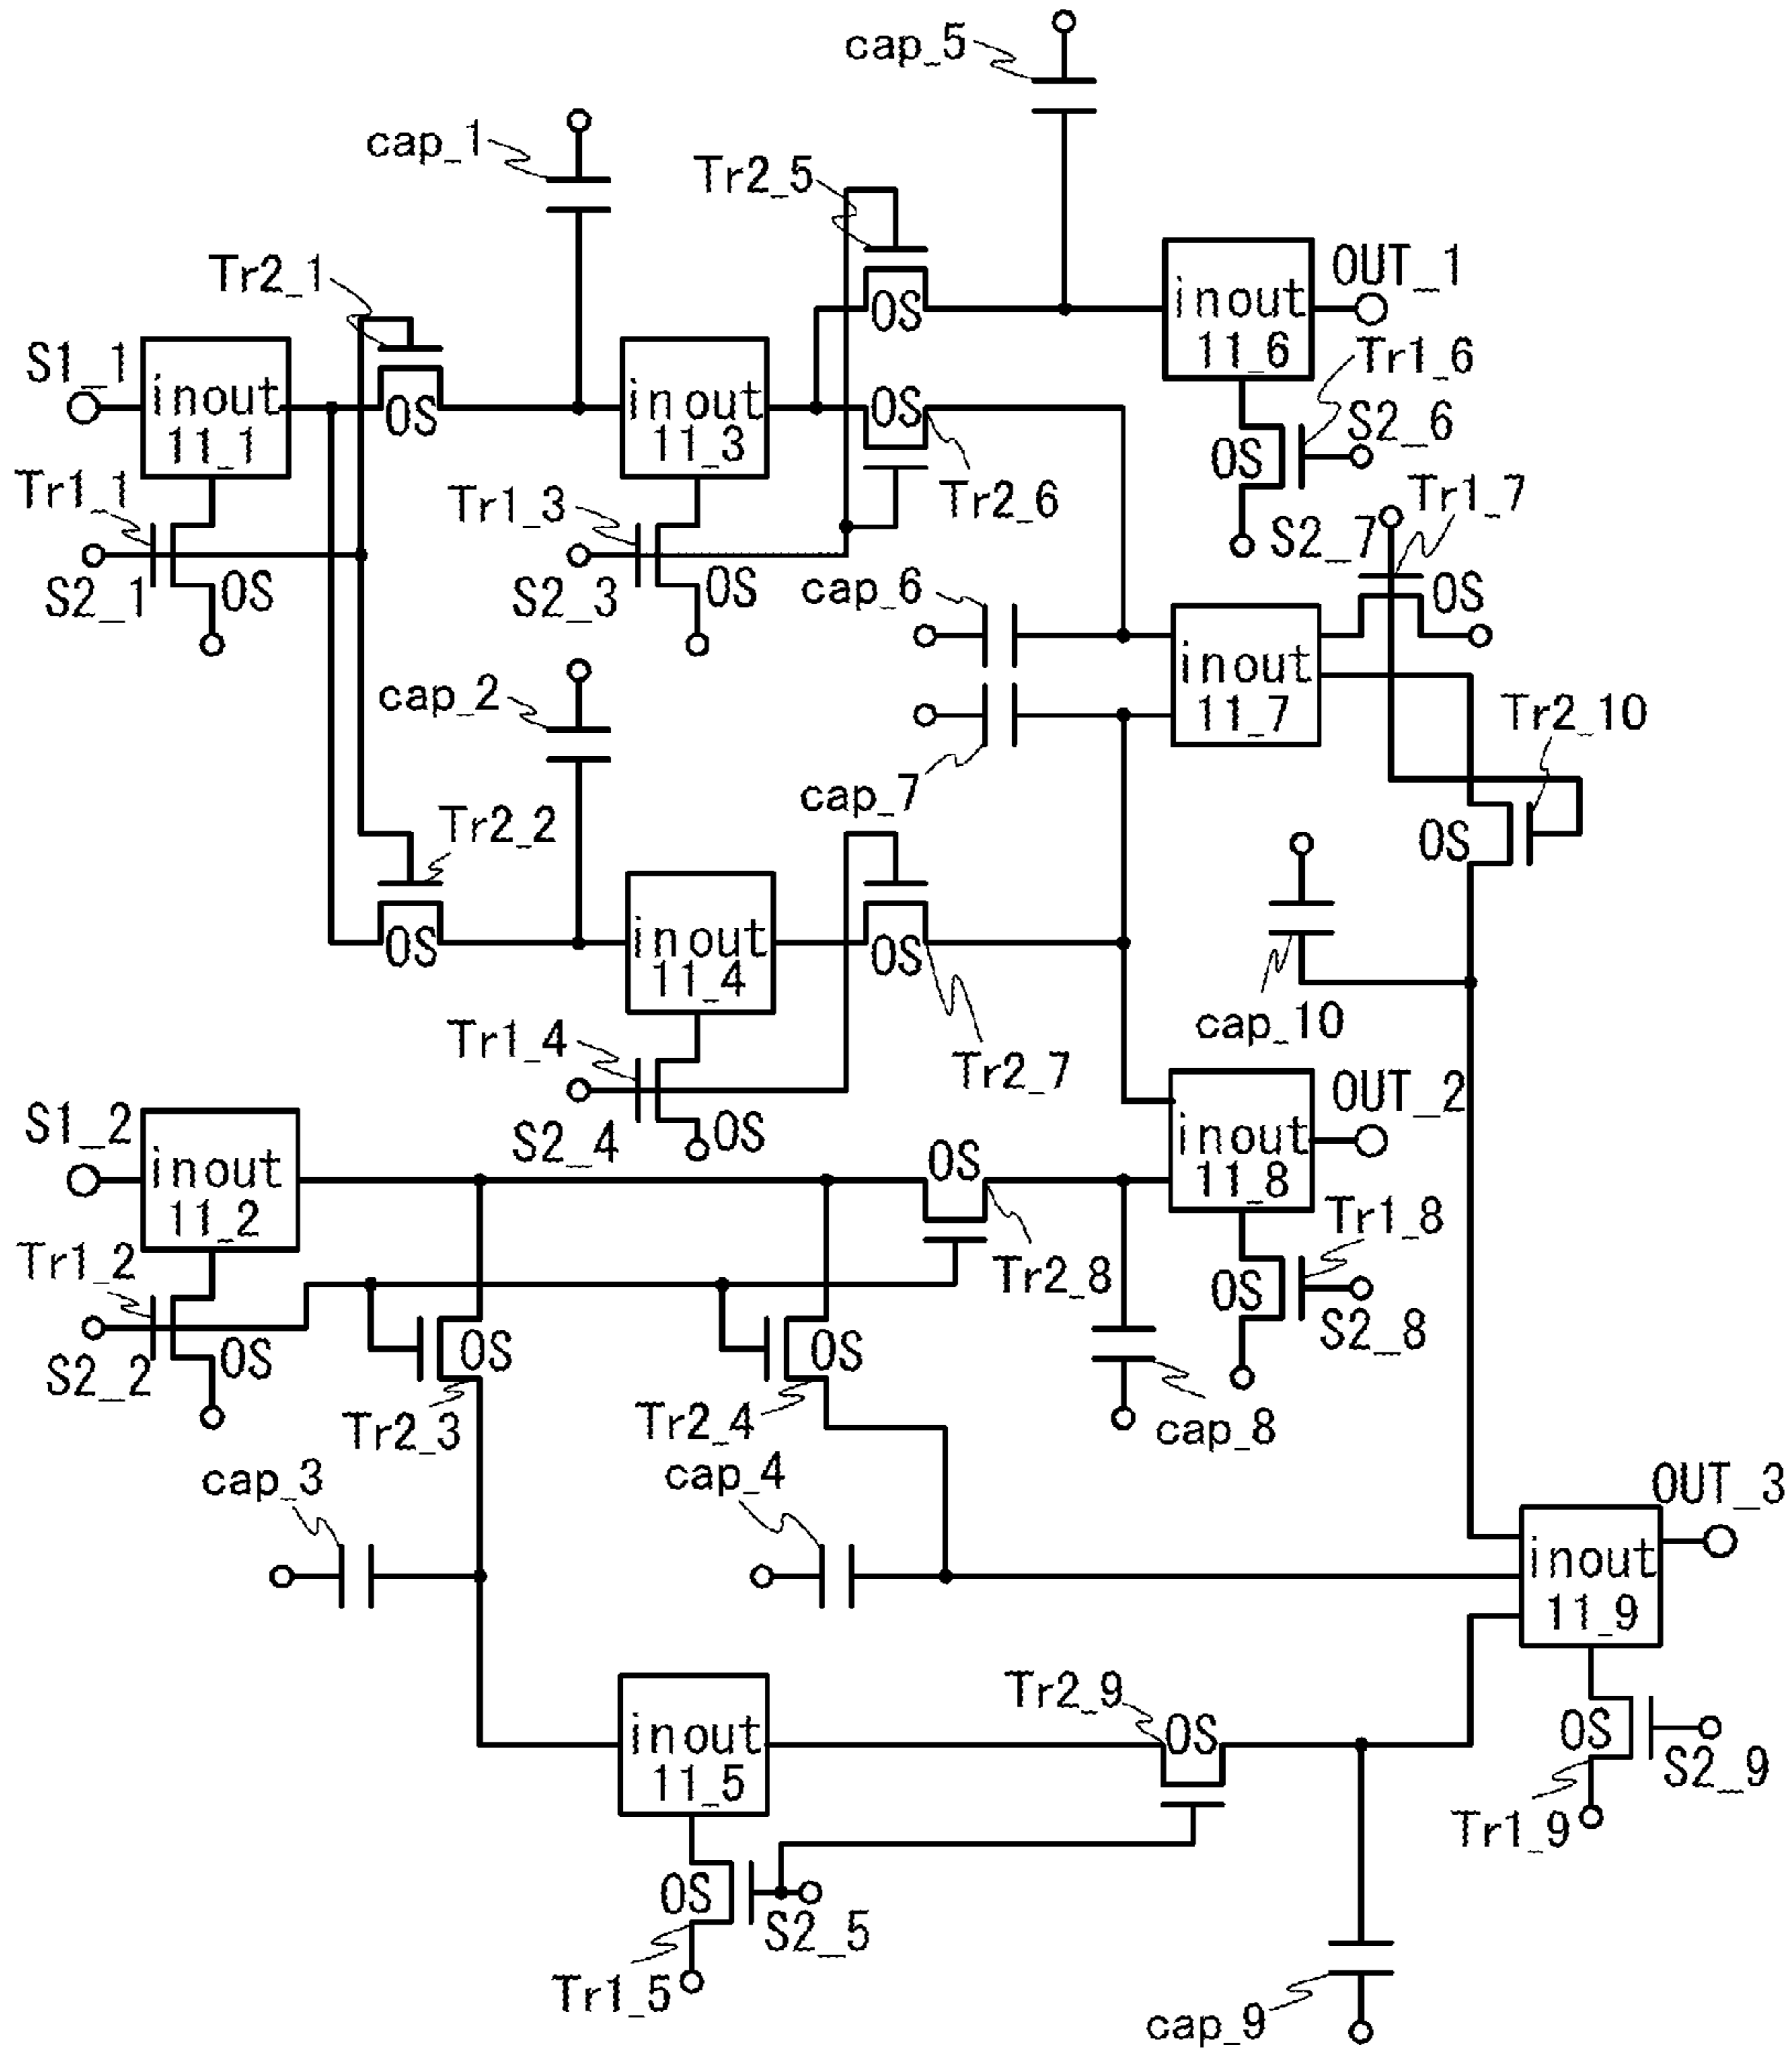 cap_5
cap_1
Tr2_5
Tr2_1
OS
inout
11_6
OUT_1
S1_1
inout
11_1
OS
inout
11_3
OS
Tr1_6
S2_6
OS
Tr1_1
Tr1_3
Tr2_6
Tr1_7
S2_7
S2_1
OS
S2_3
OS
cap_6
OS
inout
11_7
cap_2
Tr2_10
cap_7
Tr2_2
OS
OS
inout
11_4
OS
cap_10
Tr1_4
Tr2_7
OUT_2
S1_2
inout
11_2
S2_4
OS
OS
inout
11_8
Tr1_8
Tr1_2
Tr2_8
OS
S2_8
S2_2
OS
OS
OS
Tr2_3
Tr2_4
cap_8
cap_3
cap_4
OUT_3
inout
11_9
Tr2_9
OS
inout
11_5
OS
S2_9
Tr1_9
OS
S2_5
Tr1_5
cap_9